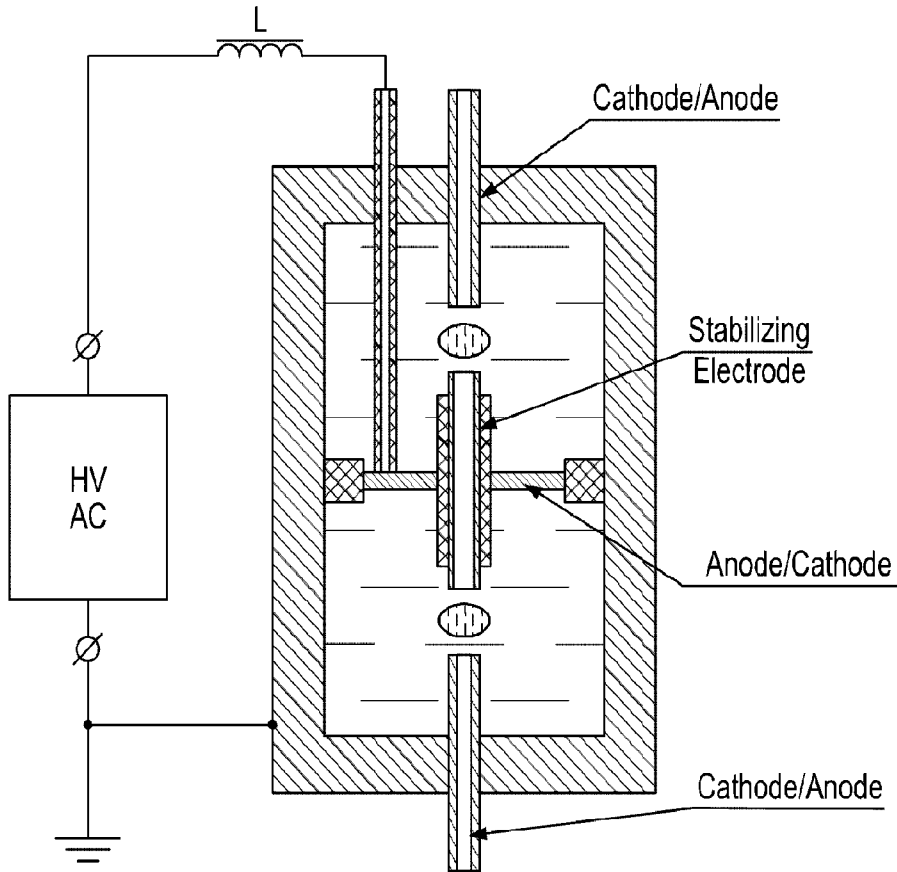 L
Cathode/Anode
Stabilizing
Electrode
HV
AC
Anode/Cathode
Cathode/Anode